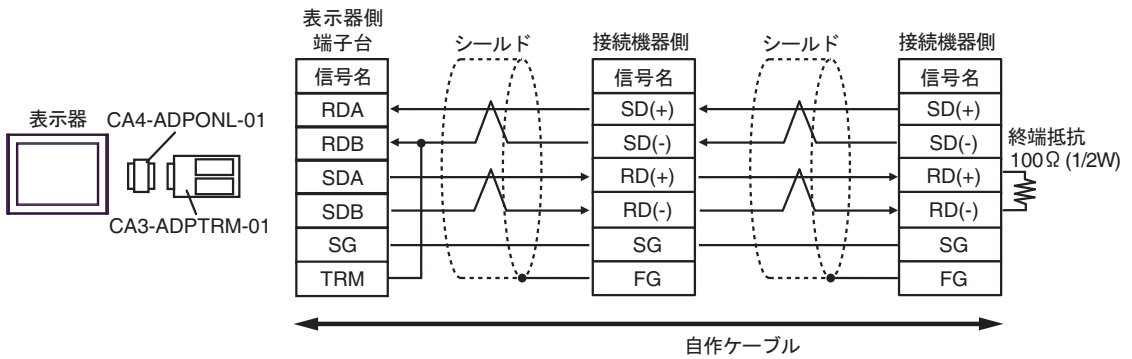 表示器
CA4-ADPONL-01
CA3-ADPTRM-01
表示器側
端子台
信号名
RDA
RDB
SDA
SDB
SG
TRM
シールド
接続機器側
信号名
SD(+)
SD(-)
RD(+)
RD(-)
SG
FG
シールド
接続機器側
信号名
SD(+)
SD(-)
RD(+)
RD(-)
SG
FG
終端抵抗
100Ω (1/2W)
自作ケーブル